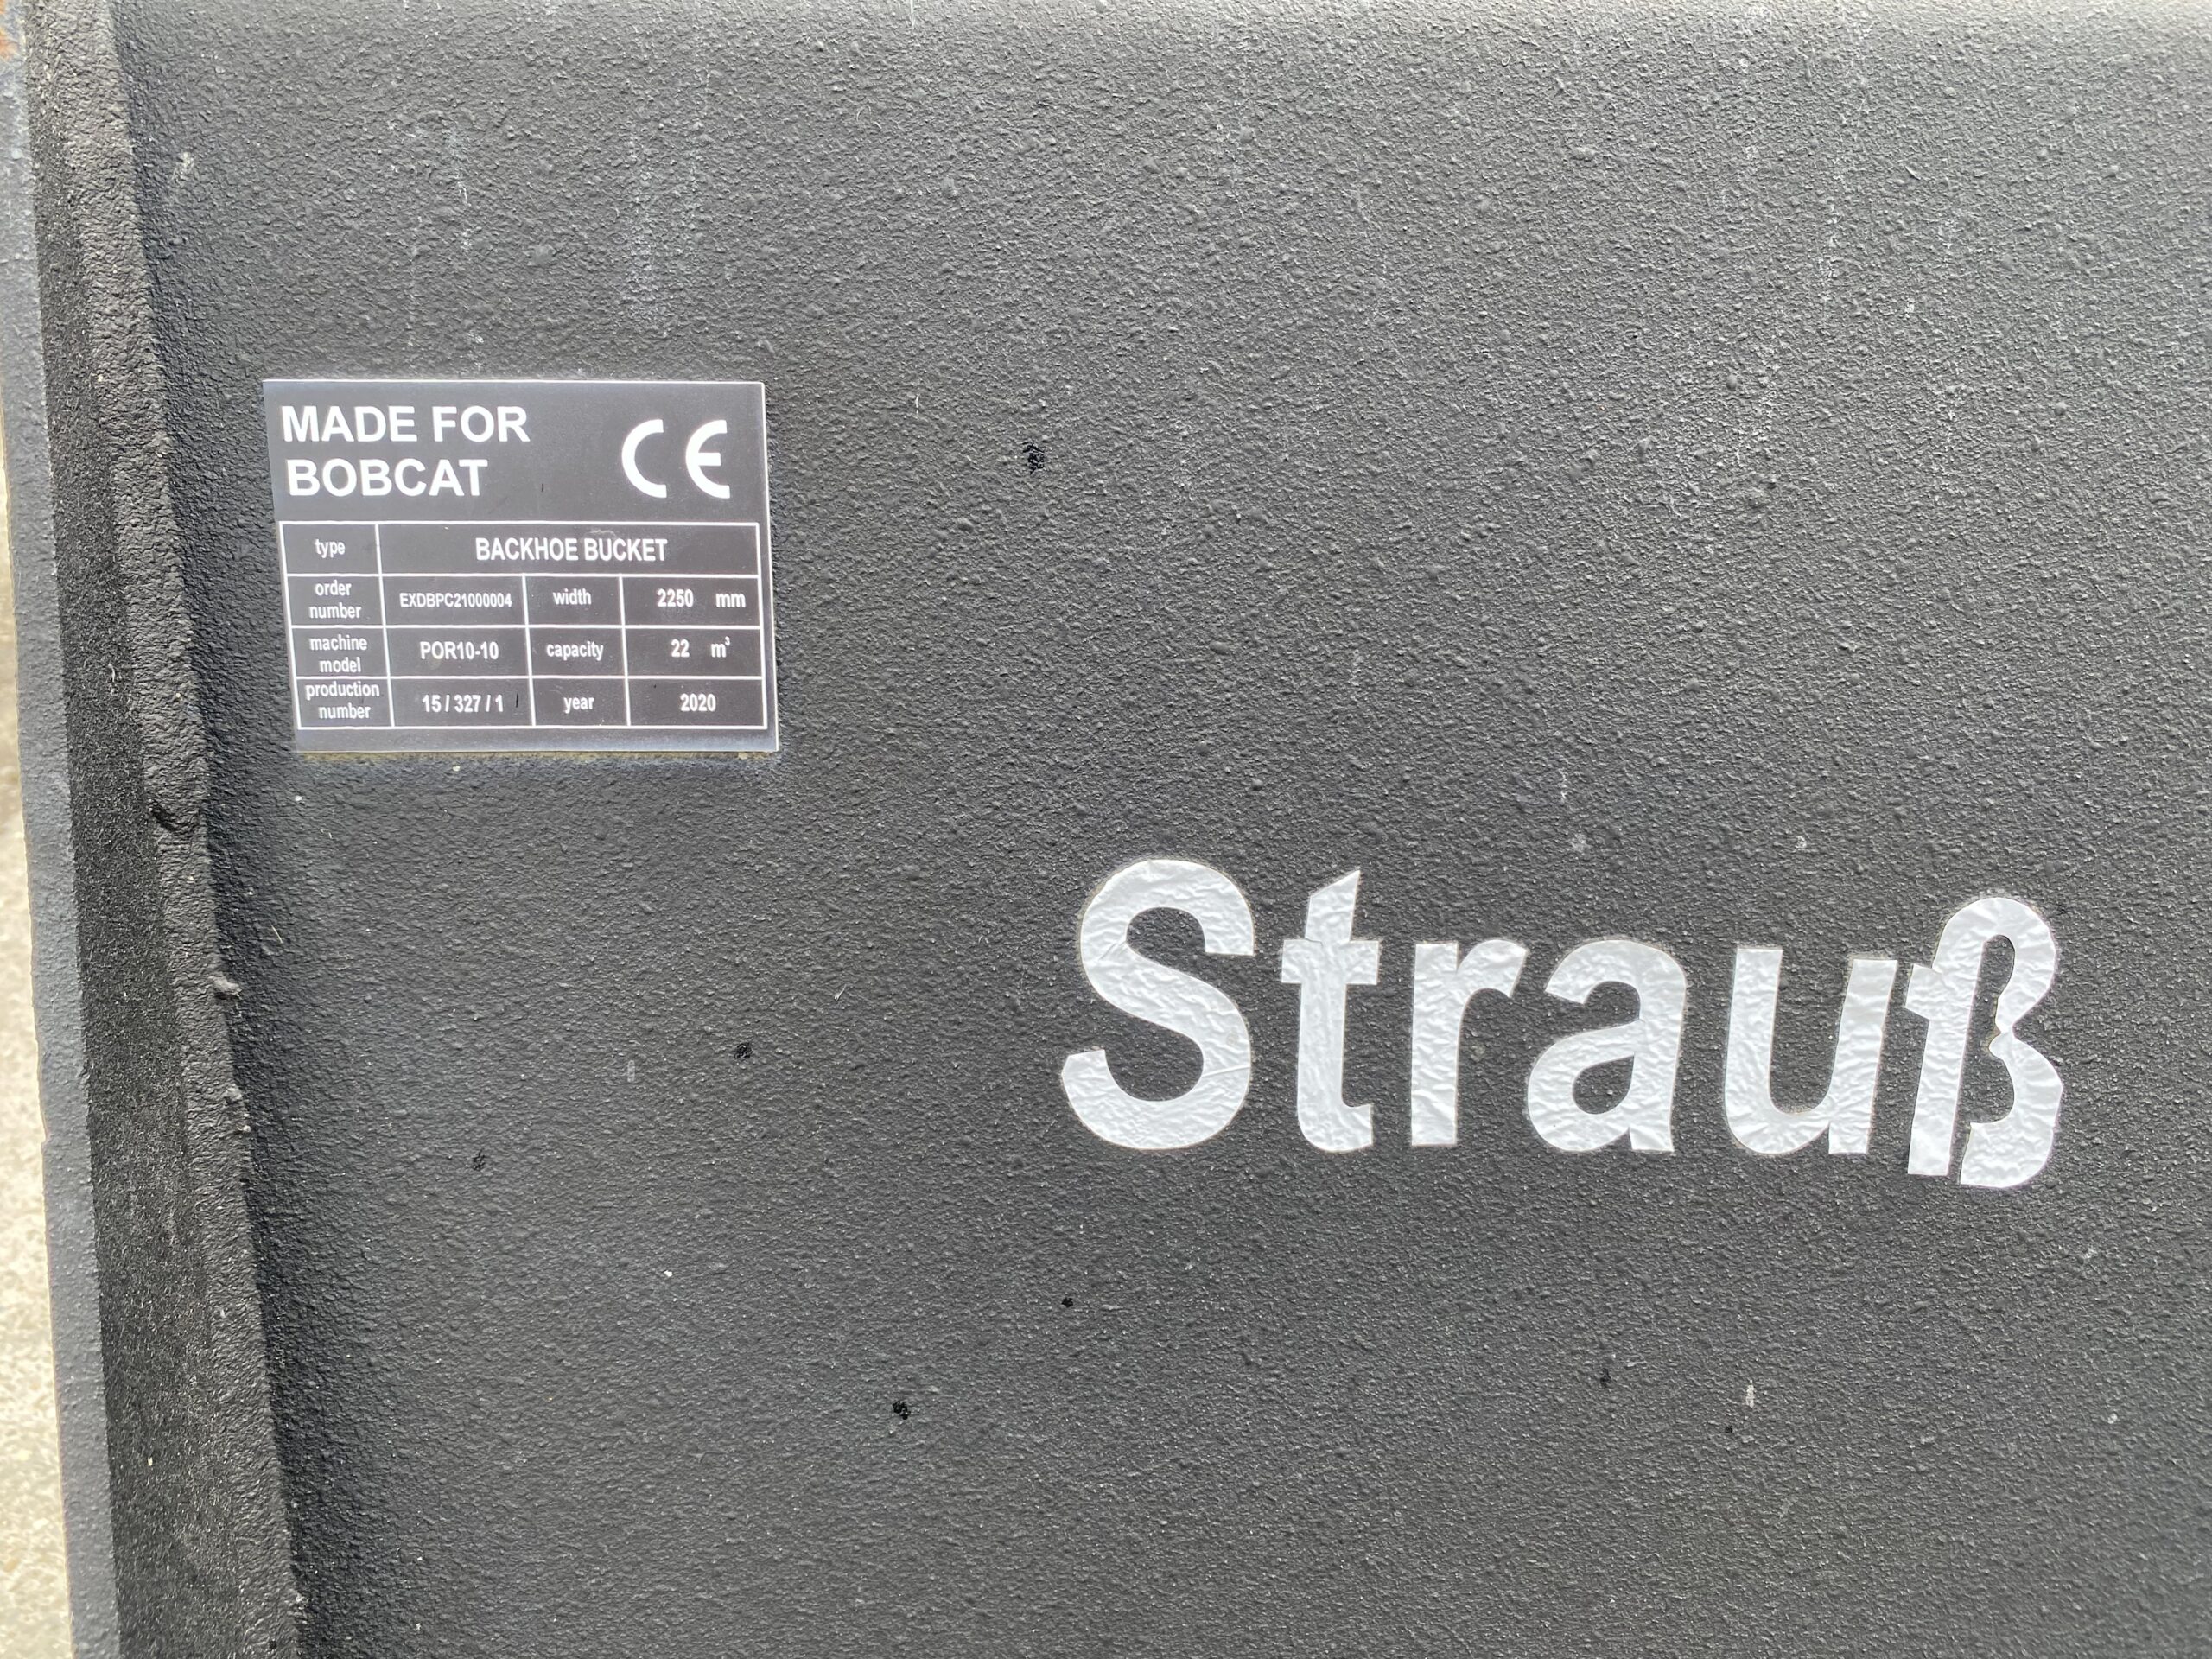 MADE FOR
BOBCAT
CE
type BACKHOE BUCKET
order number EXDBPC21000004 width 2250 mm
machine model POR10-10 capacity 22 m³
production number 15 / 327 / 1 year 2020
Strauß